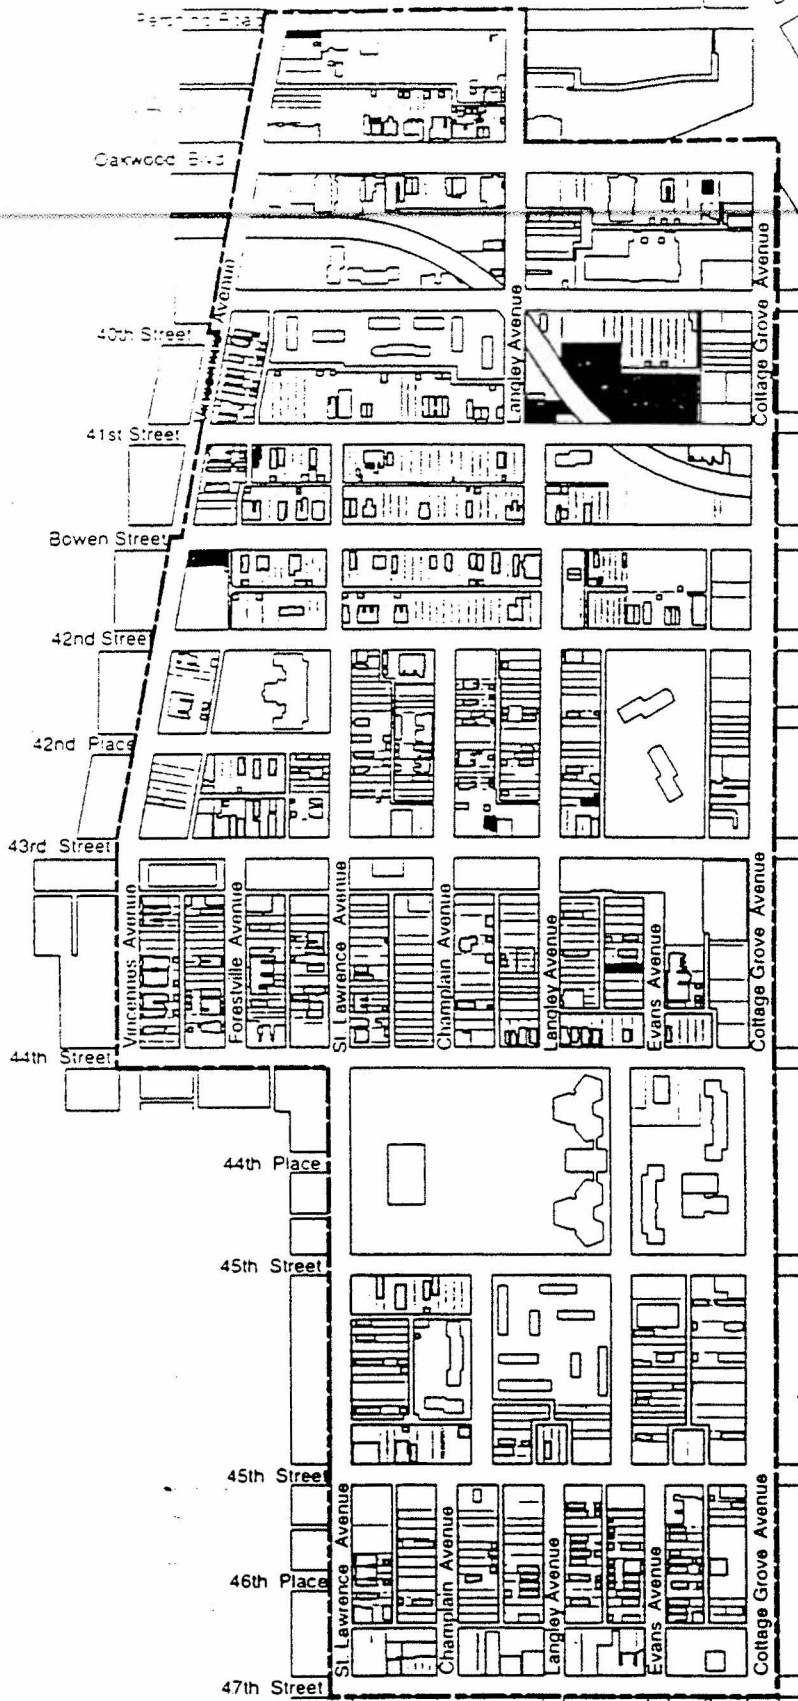 Pershing Road
Oakwood Blvd
Avenue
Avenue
40th Street
Langley Avenue
Cottage Grove
41st Street
Bowen Street
42nd Street
42nd Place
43rd Street
Vincennes Avenue
Forestville Avenue
St Lawrence Avenue
Champlain Avenue
Langley Avenue
Evans Avenue
Cottage Grove Avenue
44th Street
44th Place
45th Street
45th Street
St. Lawrence Avenue
Champlain Avenue
Langley Avenue
Evans Avenue
Cottage Grove Avenue
46th Place
47th Street